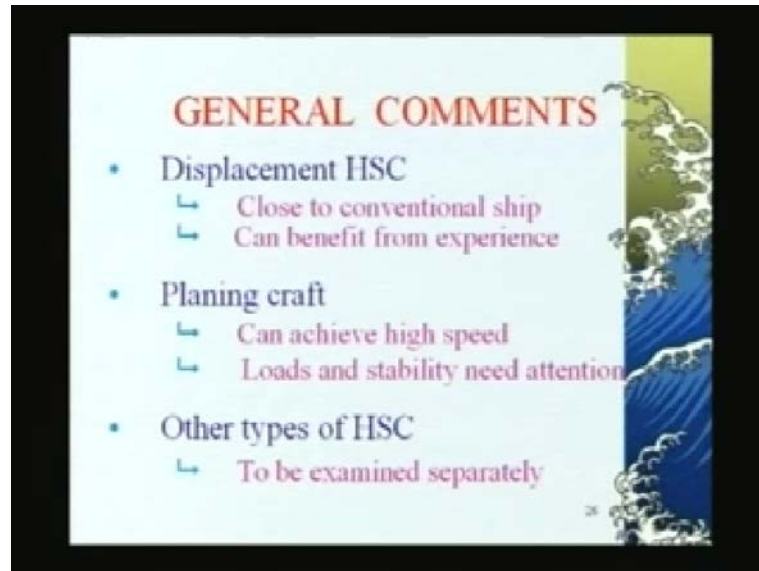 GENERAL COMMENTS
• Displacement HSC
↳ Close to conventional ship
↳ Can benefit from experience
• Planing craft
↳ Can achieve high speed
↳ Loads and stability need attention
• Other types of HSC
↳ To be examined separately
26